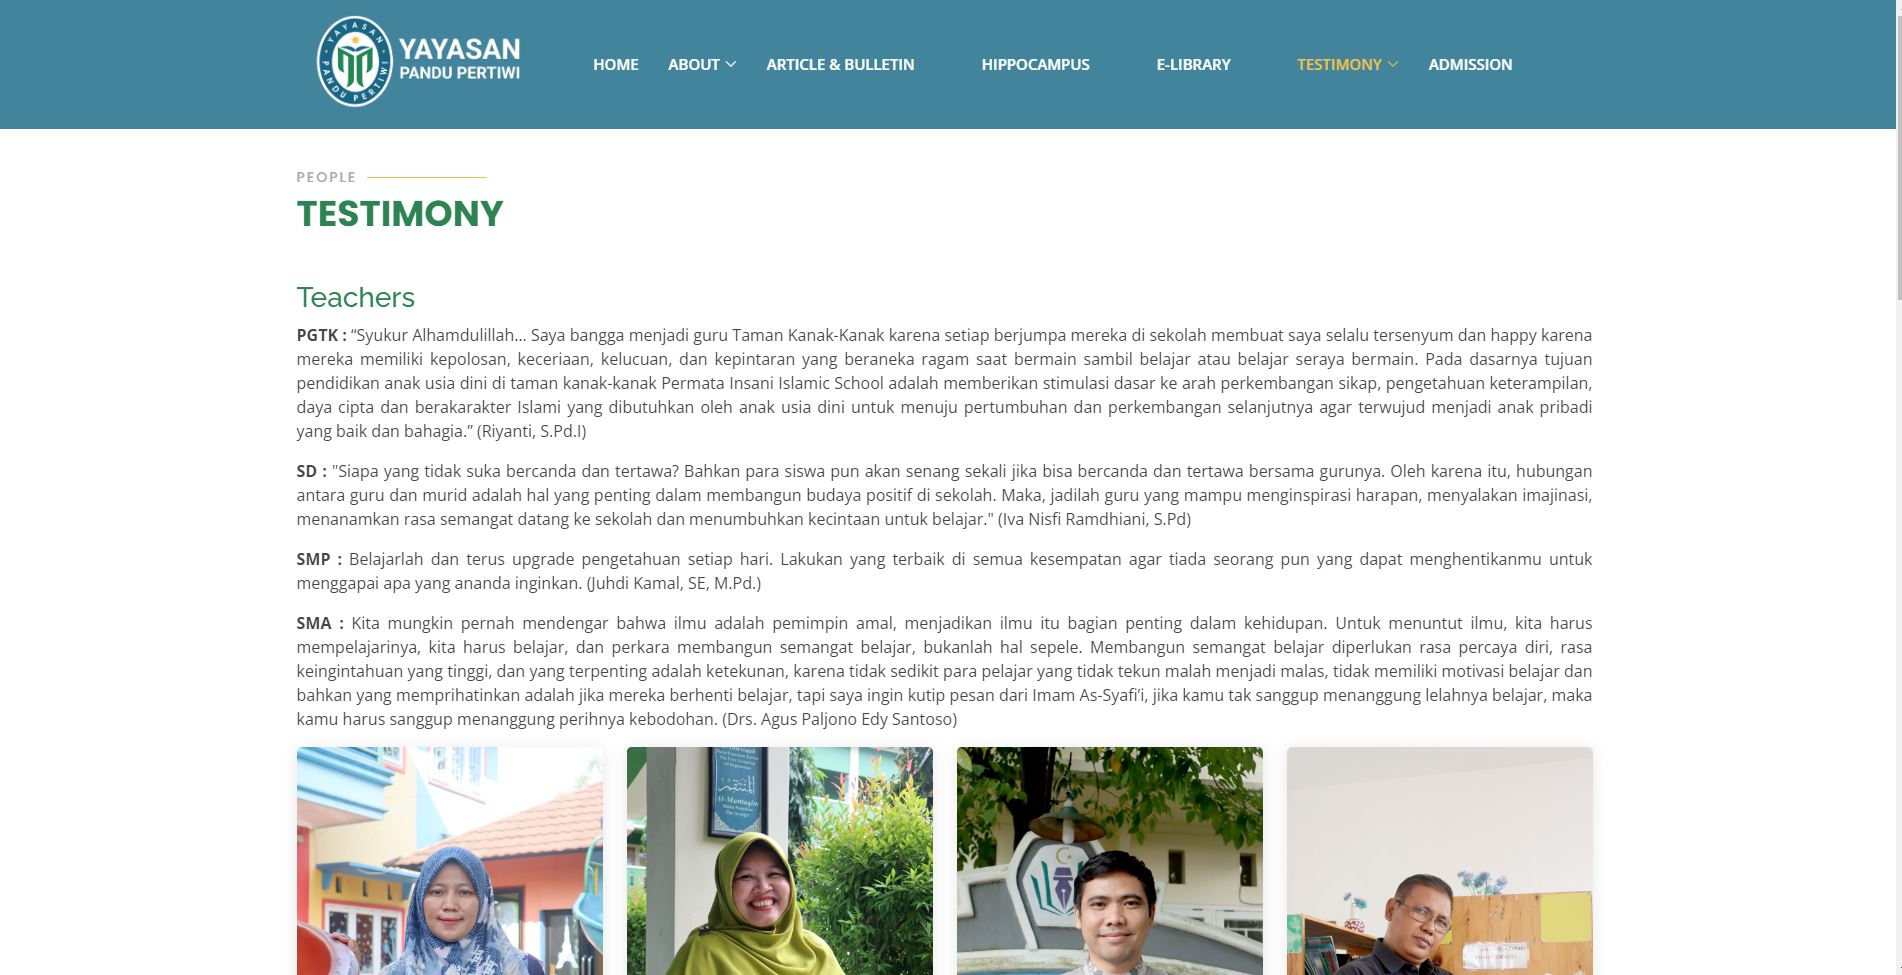 YAYASAN PANDU PERTIWI
YAYASAN
PANDU PERTIWI
HOME
ABOUT
ARTICLE & BULLETIN
HIPPOCAMPUS
E-LIBRARY
TESTIMONY
ADMISSION
PEOPLE
TESTIMONY
Teachers
PGTK : “Syukur Alhamdulillah… Saya bangga menjadi guru Taman Kanak-Kanak karena setiap berjumpa mereka di sekolah membuat saya selalu tersenyum dan happy karena
mereka memiliki kepolosan, keceriaan, kelucuan, dan kepintaran yang beraneka ragam saat bermain sambil belajar atau belajar seraya bermain. Pada dasarnya tujuan
pendidikan anak usia dini di taman kanak-kanak Permata Insani Islamic School adalah memberikan stimulasi dasar ke arah perkembangan sikap, pengetahuan keterampilan,
daya cipta dan berakarakter Islami yang dibutuhkan oleh anak usia dini untuk menuju pertumbuhan dan perkembangan selanjutnya agar terwujud menjadi anak pribadi
yang baik dan bahagia.” (Riyanti, S.Pd.I)
SD : "Siapa yang tidak suka bercanda dan tertawa? Bahkan para siswa pun akan senang sekali jika bisa bercanda dan tertawa bersama gurunya. Oleh karena itu, hubungan
antara guru dan murid adalah hal yang penting dalam membangun budaya positif di sekolah. Maka, jadilah guru yang mampu menginspirasi harapan, menyalakan imajinasi,
menanamkan rasa semangat datang ke sekolah dan menumbuhkan kecintaan untuk belajar." (Iva Nisfi Ramdhiani, S.Pd)
SMP : Belajarlah dan terus upgrade pengetahuan setiap hari. Lakukan yang terbaik di semua kesempatan agar tiada seorang pun yang dapat menghentikanmu untuk
menggapai apa yang ananda inginkan. (Juhdi Kamal, SE, M.Pd.)
SMA : Kita mungkin pernah mendengar bahwa ilmu adalah pemimpin amal, menjadikan ilmu itu bagian penting dalam kehidupan. Untuk menuntut ilmu, kita harus
mempelajarinya, kita harus belajar, dan perkara membangun semangat belajar, bukanlah hal sepele. Membangun semangat belajar diperlukan rasa percaya diri, rasa
keingintahuan yang tinggi, dan yang terpenting adalah ketekunan, karena tidak sedikit para pelajar yang tidak tekun malah menjadi malas, tidak memiliki motivasi belajar dan
bahkan yang memprihatinkan adalah jika mereka berhenti belajar, tapi saya ingin kutip pesan dari Imam As-Syafi’i, jika kamu tak sanggup menanggung lelahnya belajar, maka
kamu harus sanggup menanggung perihnya kebodohan. (Drs. Agus Paljono Edy Santoso)
المنتقم
Al-Muntaqim